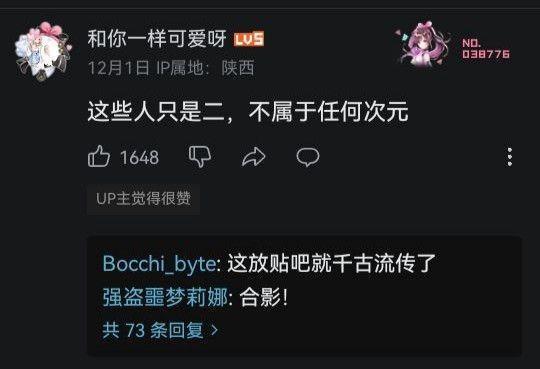 和你一样可爱呀 LV5
NO.
038776
12月1日 IP属地：陕西
这些人只是二，不属于任何次元
1648
UP主觉得很赞
Bocchi_byte: 这放贴吧就千古流传了
强盗噩梦莉娜: 合影！
共 73 条回复 >